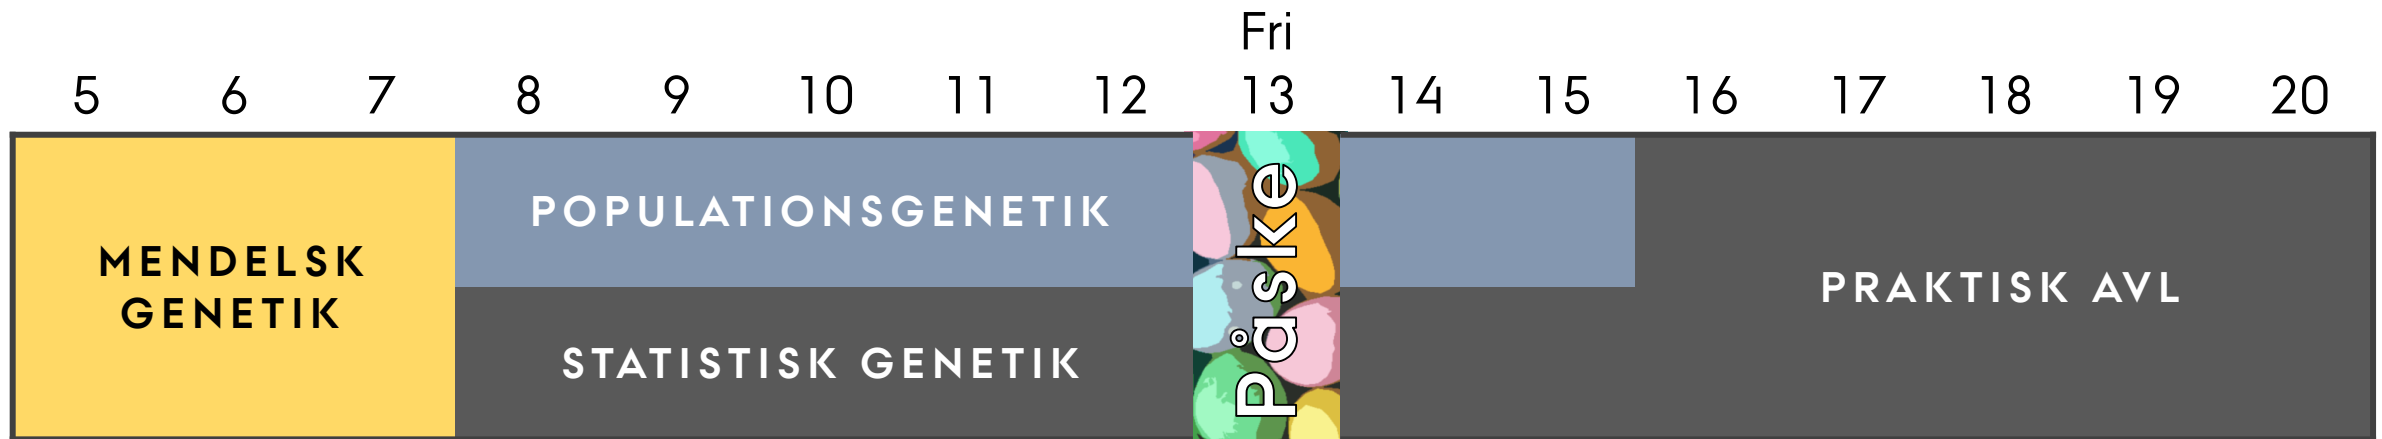 Fri
5 6 7 8 9 10 11 12 13 14 15 16 17 18 19 20
MENDELSK
GENETIK
POPULATIONSGENETIK
STATISTISK GENETIK
Påske
PRAKTISK AVL